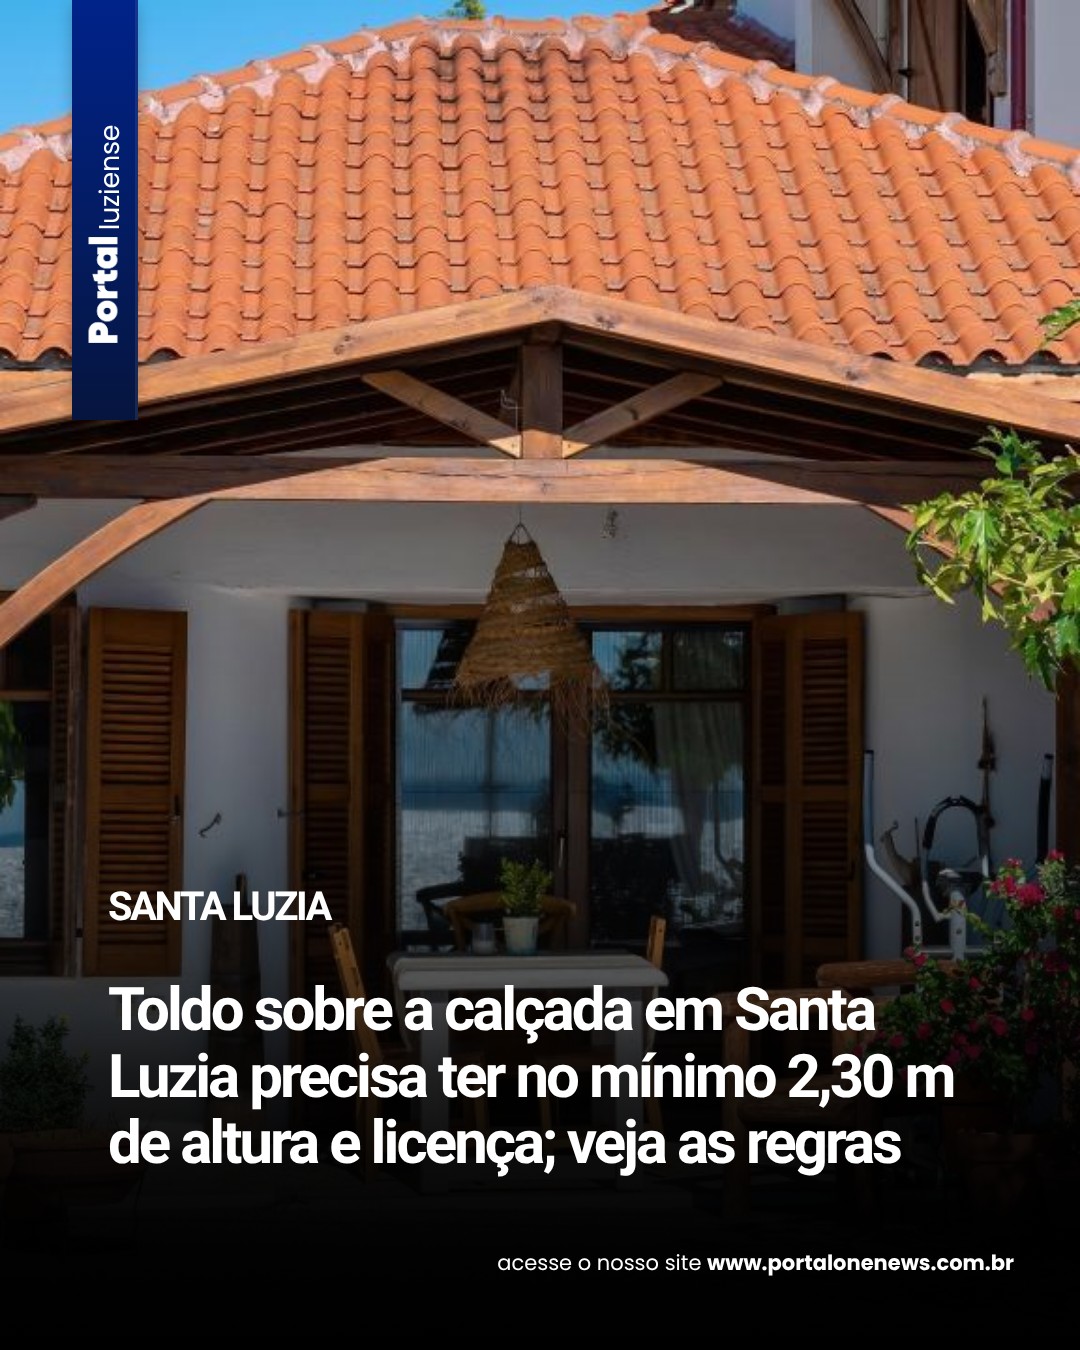 Portal luziense
SANTA LUZIA
Toldo sobre a calçada em Santa
Luzia precisa ter no mínimo 2,30 m
de altura e licença; veja as regras
acesse o nosso site www.portalonenews.com.br